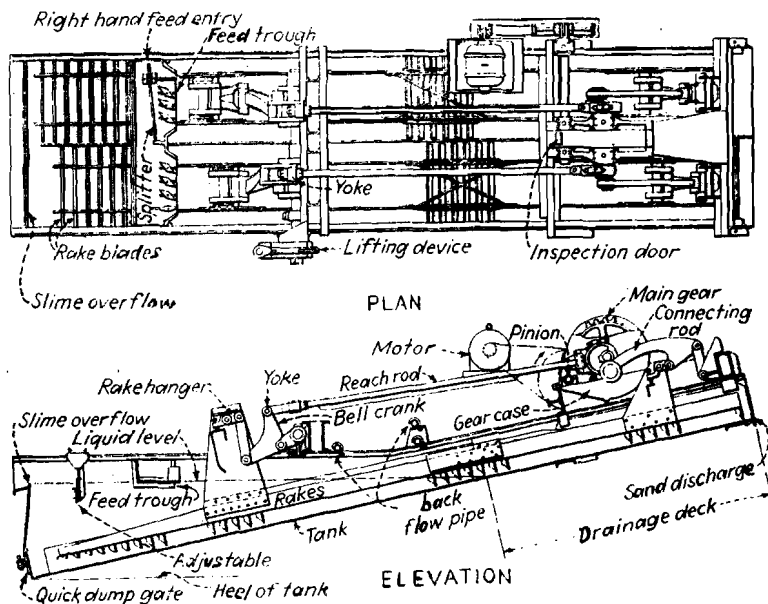 Right hand feed entry
Feed trough
Splitter
Yoke
Rake blades
Lifting device
Inspection door
Slime overflow
PLAN
Main gear
Connecting
rod
Pinion
Motor
Yoke
Rake hanger
Reach rod
Bell crank
Slime overflow
Liquid level
Gear case
Feed trough
Rakes
back
flow pipe
Sand discharge
Drainage deck
Tank
Adjustable
Quick dump gate
Heel of tank
ELEVATION